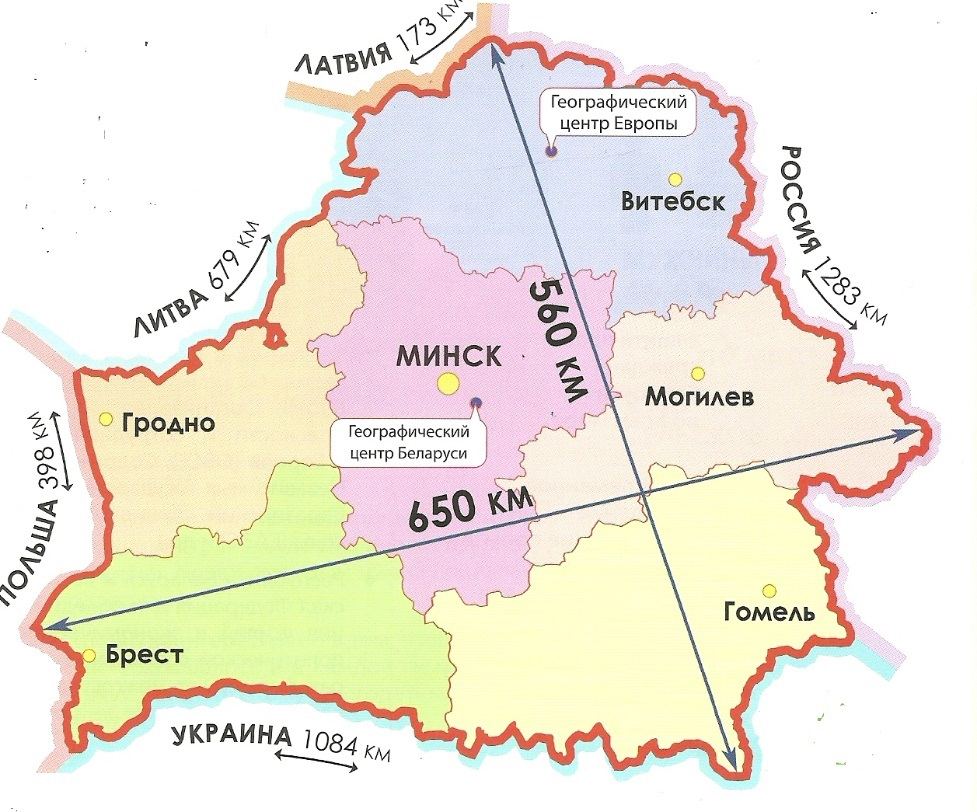 ЛАТВИЯ 173 КМ
Географический
центр Европы
Витебск
РОССИЯ 1283 КМ
ЛИТВА 679 КМ
560 КМ
МИНСК
Могилев
Гродно
Географический
центр Беларуси
ПОЛЬША 398 КМ
650 КМ
Гомель
Брест
УКРАИНА 1084 КМ